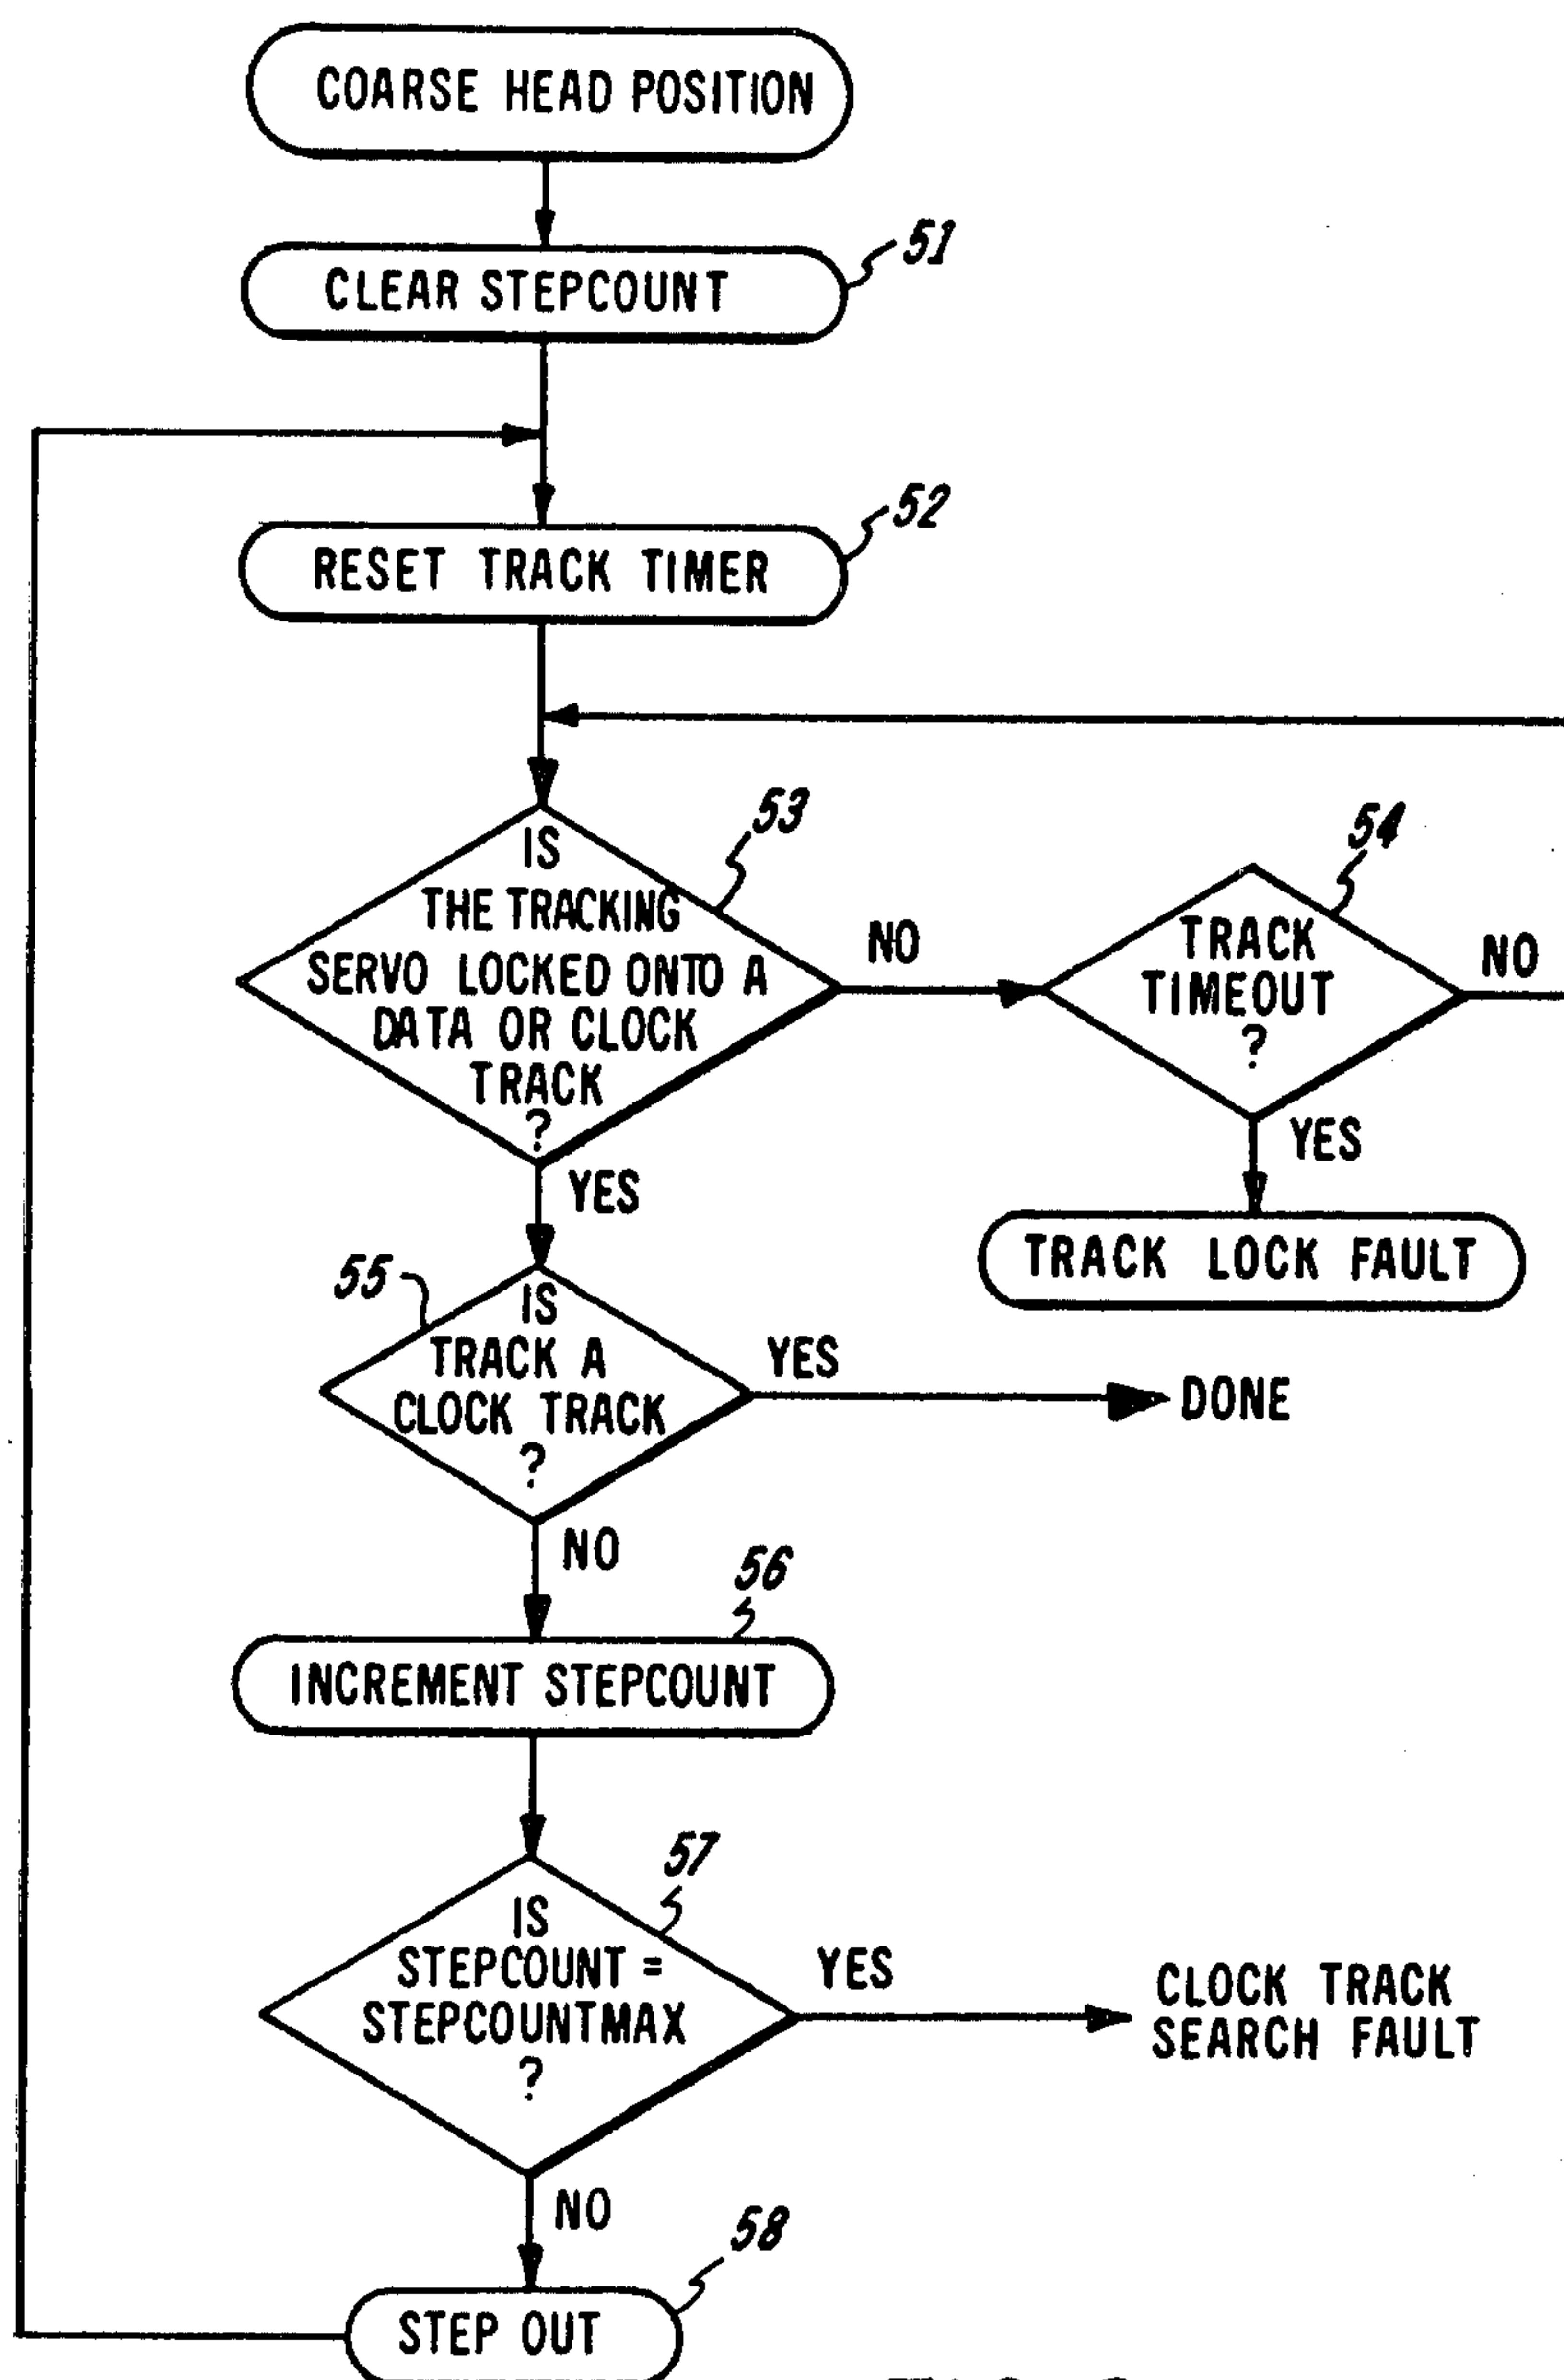 COARSE HEAD POSITION
51
CLEAR STEPCOUNT
52
RESET TRACK TIMER
53
IS
THE TRACKING
SERVO LOCKED ONTO A
DATA OR CLOCK
TRACK
?
NO
54
TRACK
TIMEOUT
?
NO
YES
YES
TRACK LOCK FAULT
55
IS
TRACK A
CLOCK TRACK
?
YES
DONE
NO
56
INCREMENT STEPCOUNT
57
IS
STEPCOUNT =
STEPCOUNTMAX
?
YES
CLOCK TRACK
SEARCH FAULT
NO
58
STEP OUT